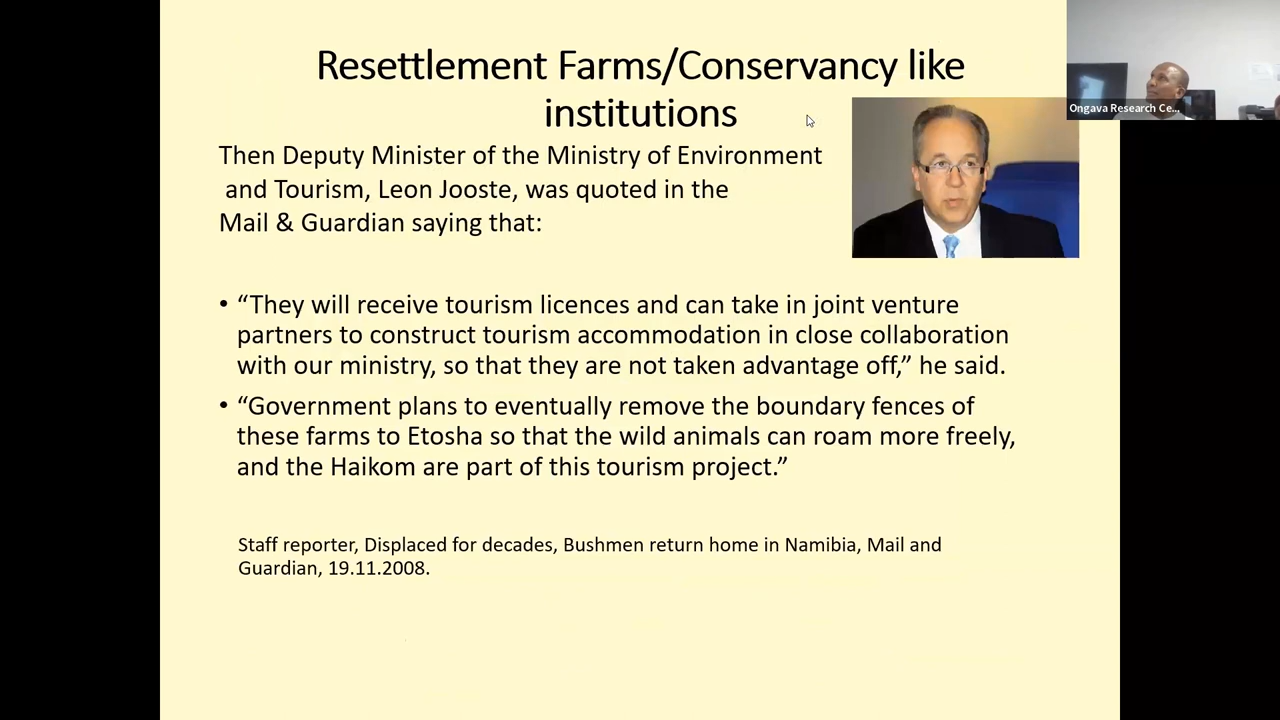 Resettlement Farms/Conservancy like
institutions
Ongava Research Ce...
Then Deputy Minister of the Ministry of Environment
and Tourism, Leon Jooste, was quoted in the
Mail & Guardian saying that:
• “They will receive tourism licences and can take in joint venture
partners to construct tourism accommodation in close collaboration
with our ministry, so that they are not taken advantage off,” he said.
• “Government plans to eventually remove the boundary fences of
these farms to Etosha so that the wild animals can roam more freely,
and the Haikom are part of this tourism project.”
Staff reporter, Displaced for decades, Bushmen return home in Namibia, Mail and
Guardian, 19.11.2008.